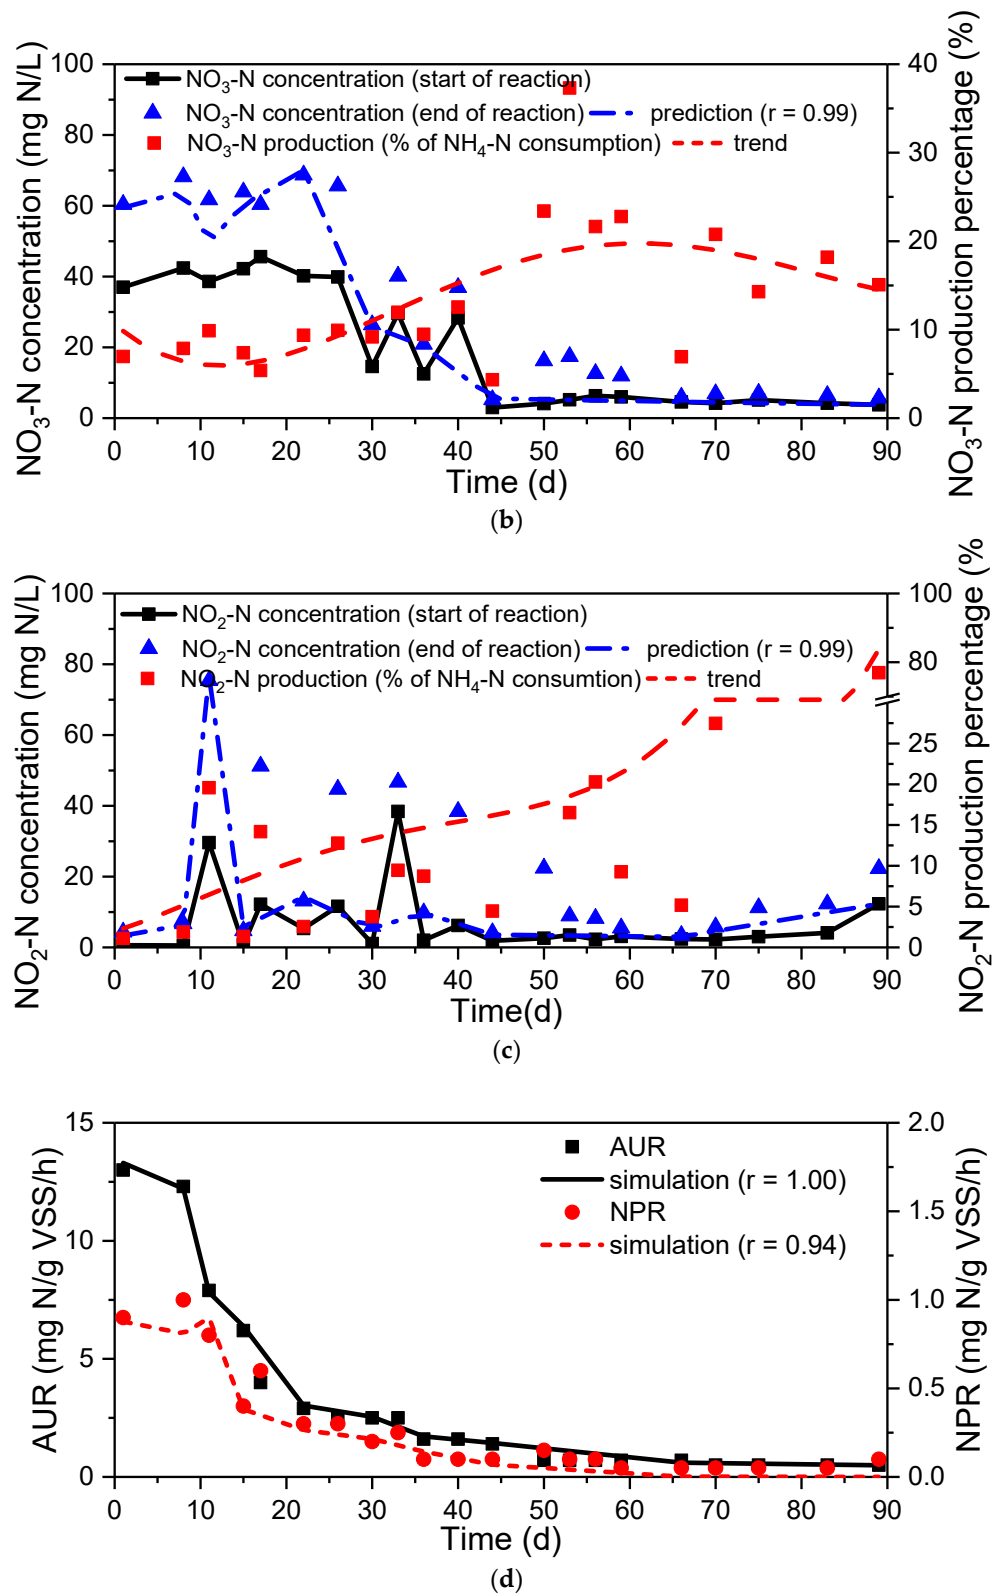 NO3-N concentration (mg N/L)
NO3-N production percentage (%)
100
80
60
40
20
0
40
30
20
10
0
NO3-N concentration (start of reaction)
NO3-N concentration (end of reaction) prediction (r = 0.99)
NO3-N production (% of NH4-N consumption) trend
0 10 20 30 40 50 60 70 80 90
Time (d)
(b)
NO2-N concentration (mg N/L)
NO2-N production percentage (%
100
80
60
40
20
0
100
80
25
20
15
10
5
0
NO2-N concentration (start of reaction)
NO2-N concentration (end of reaction) prediction (r = 0.99)
NO2-N production (% of NH4-N consumtion) trend
0 10 20 30 40 50 60 70 80 90
Time(d)
(c)
AUR (mg N/g VSS/h)
NPR (mg N/g VSS/h)
15
10
5
0
2.0
1.5
1.0
0.5
0.0
AUR
simulation (r = 1.00)
NPR
simulation (r = 0.94)
0 10 20 30 40 50 60 70 80 90
Time (d)
(d)